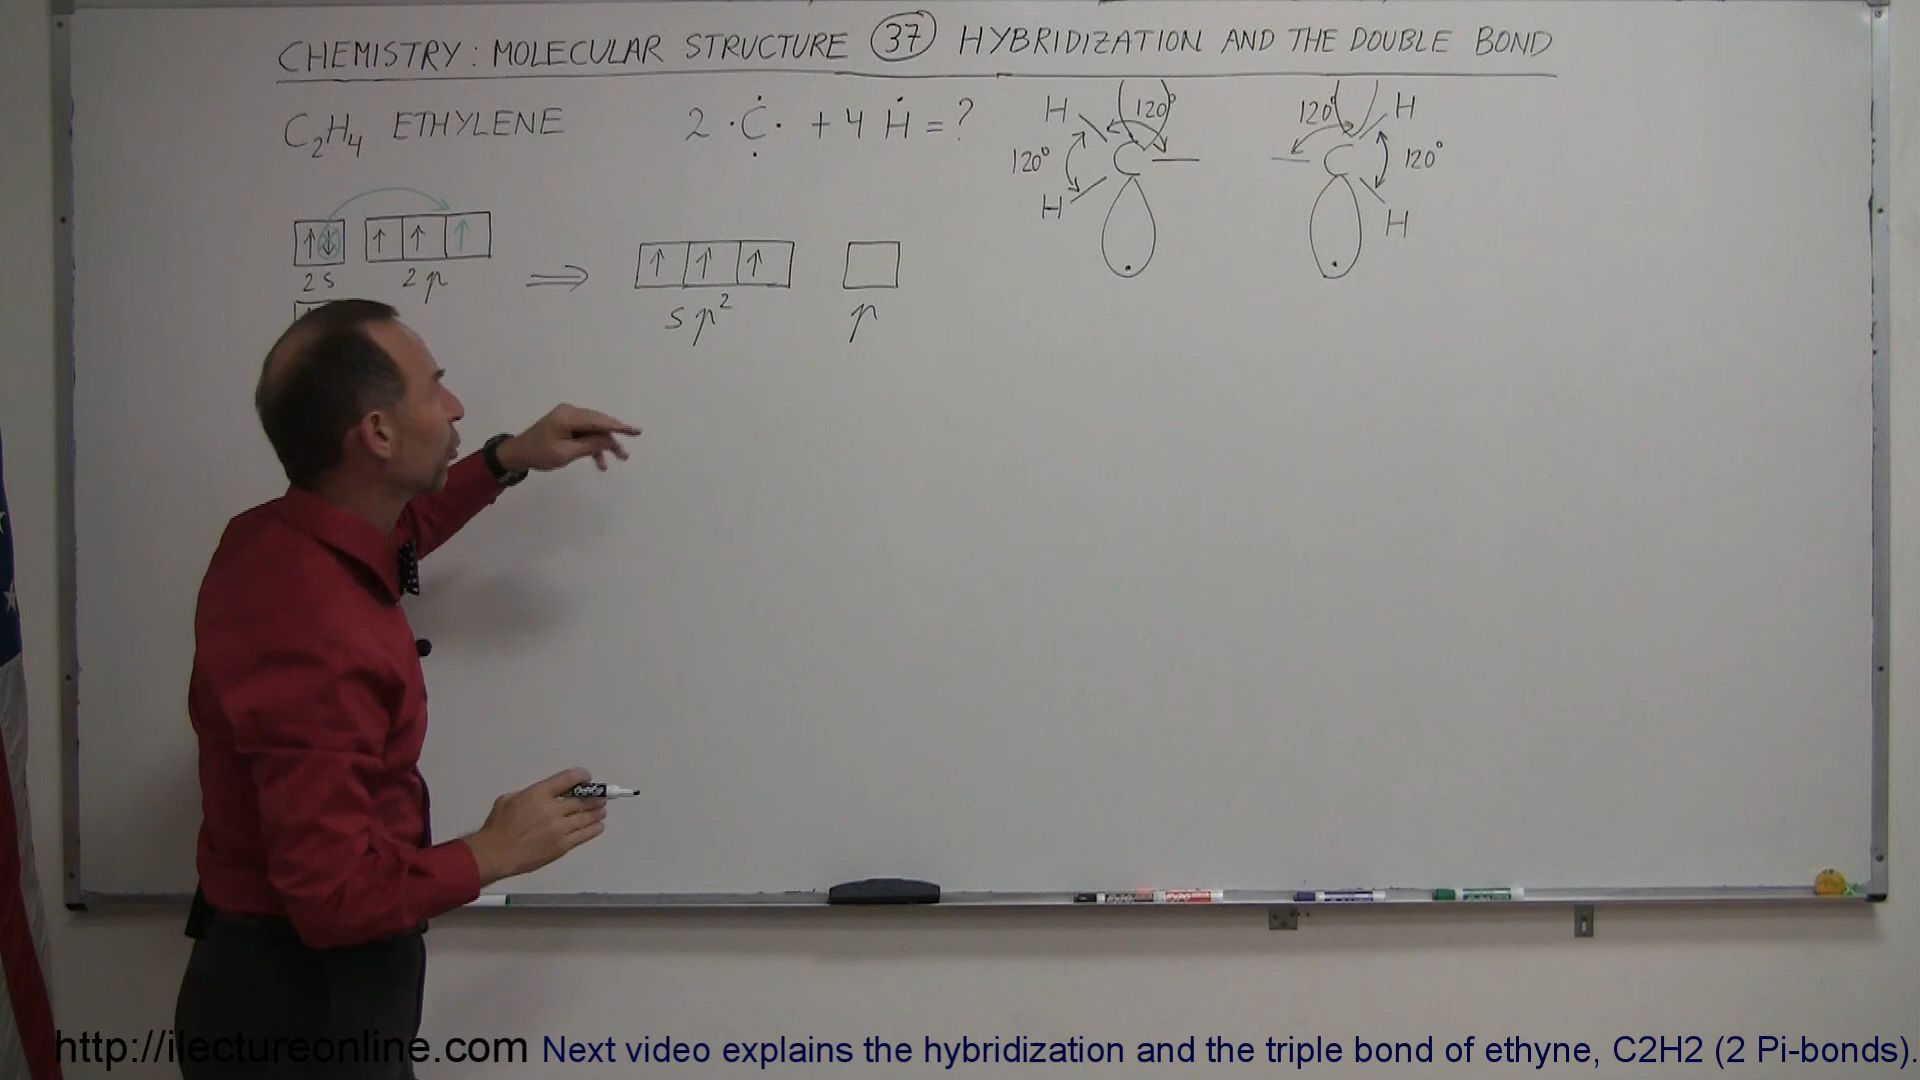 CHEMISTRY: MOLECULAR STRUCTURE 37 HYBRIDIZATION AND THE DOUBLE BOND
C2H4 ETHYLENE
2 ·C· + 4 H = ?
H 120° 120° H
120° C — — C 120°
H H
2s 2p ⇒ sp² p
http://ilectureonline.com Next video explains the hybridization and the triple bond of ethyne, C2H2 (2 Pi-bonds).